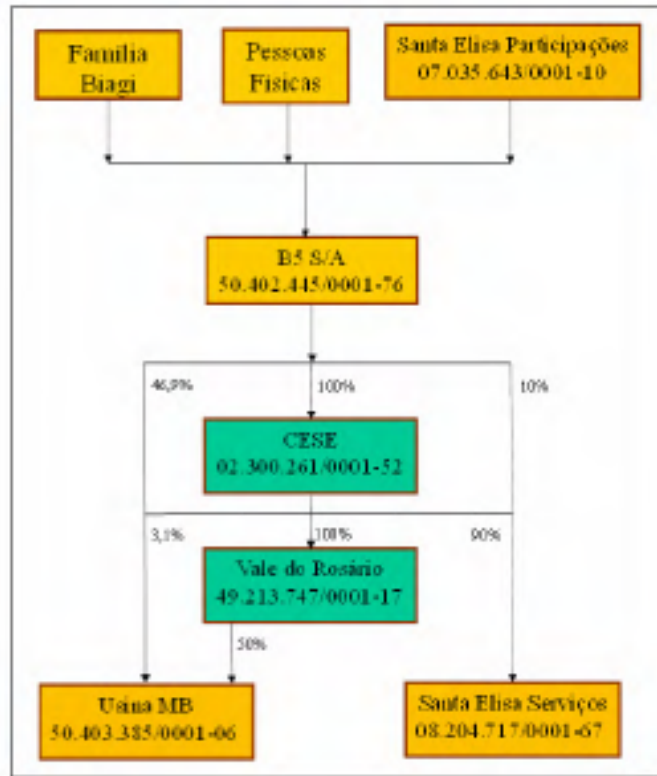 Família
Biagi
Pessoas
Físicas
Santa Elisa Participações
07.035.643/0001-10
B5 S/A
50.402.445/0001-76
46,9%
100%
10%
CESE
02.300.261/0001-52
3,1%
100%
90%
Vale do Rosário
49.213.747/0001-17
50%
Usina MB
50.403.385/0001-06
Santa Elisa Serviços
08.204.717/0001-67